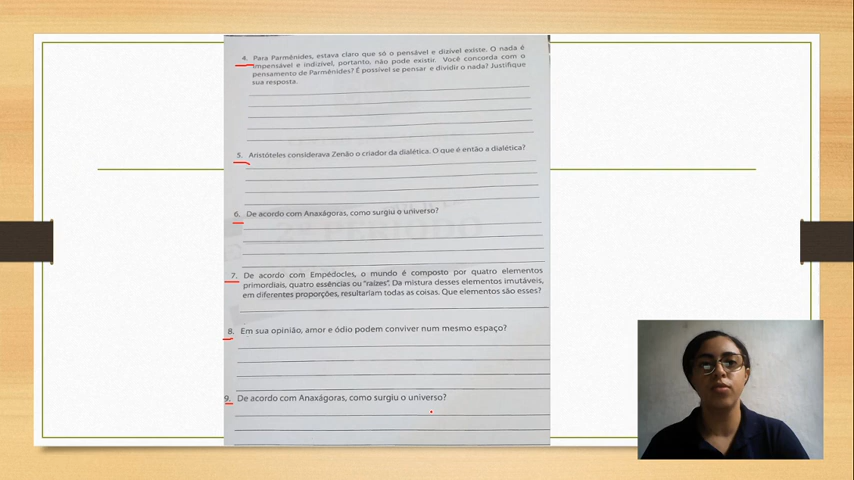 4. Para Parmênides, estava claro que só o pensável e dizível existe. O nada é
impensável e indizível, portanto, não pode existir. Você concorda com o
pensamento de Parmênides? É possível se pensar e dividir o nada? Justifique
sua resposta.
5. Aristóteles considerava Zenão o criador da dialética. O que é então a dialética?
6. De acordo com Anaxágoras, como surgiu o universo?
7. De acordo com Empédocles, o mundo é composto por quatro elementos
primordiais, quatro essências ou "raízes". Da mistura desses elementos imutáveis,
em diferentes proporções, resultariam todas as coisas. Que elementos são esses?
8. Em sua opinião, amor e ódio podem conviver num mesmo espaço?
9. De acordo com Anaxágoras, como surgiu o universo?